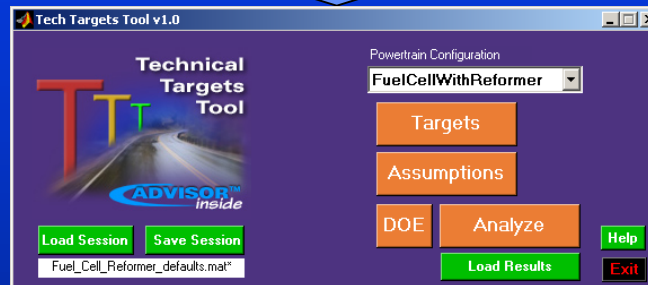 Tech Targets Tool v1.0
Technical
Targets
Tool
T T T
ADVISOR™
inside
Load Session
Save Session
Fuel_Cell_Reformer_defaults.mat*
Powertrain Configuration
FuelCellWithReformer
Targets
Assumptions
DOE
Analyze
Load Results
Help
Exit